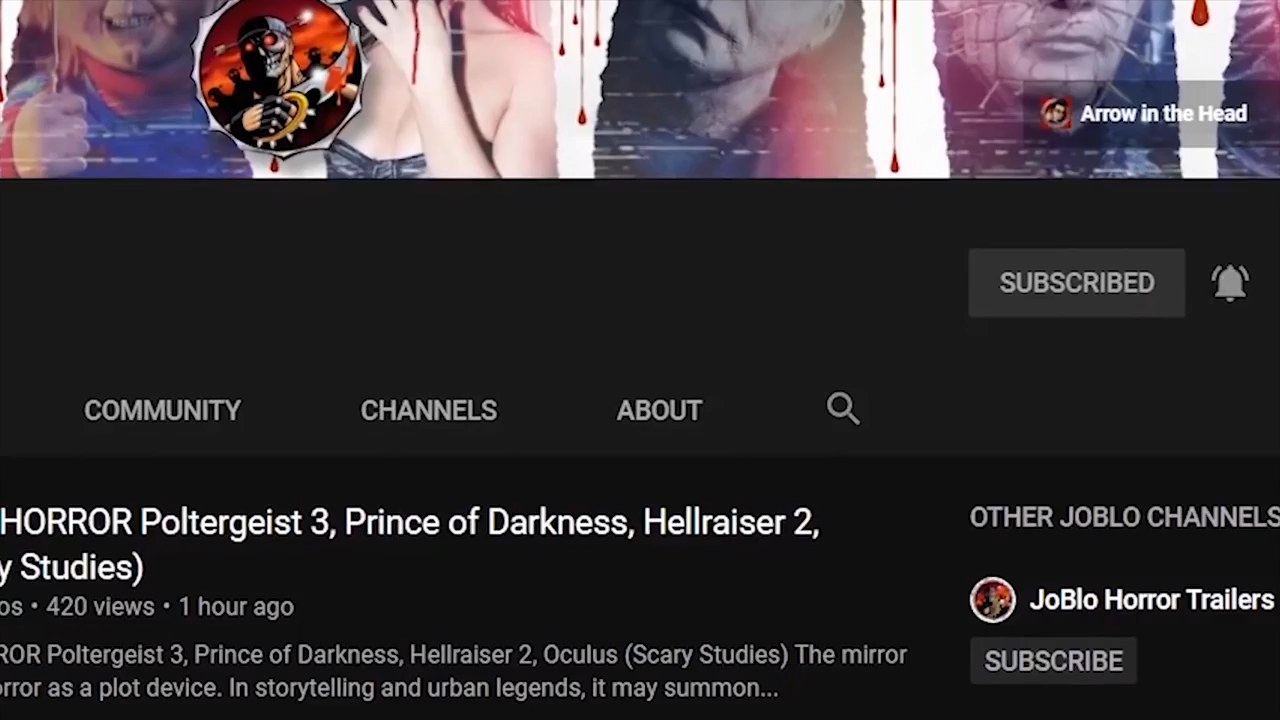 Arrow in the Head
SUBSCRIBED
COMMUNITY CHANNELS ABOUT
HORROR Poltergeist 3, Prince of Darkness, Hellraiser 2,
y Studies)
os • 420 views • 1 hour ago
ROR Poltergeist 3, Prince of Darkness, Hellraiser 2, Oculus (Scary Studies) The mirror
orror as a plot device. In storytelling and urban legends, it may summon...
OTHER JOBLO CHANNELS
JoBlo Horror Trailers
SUBSCRIBE